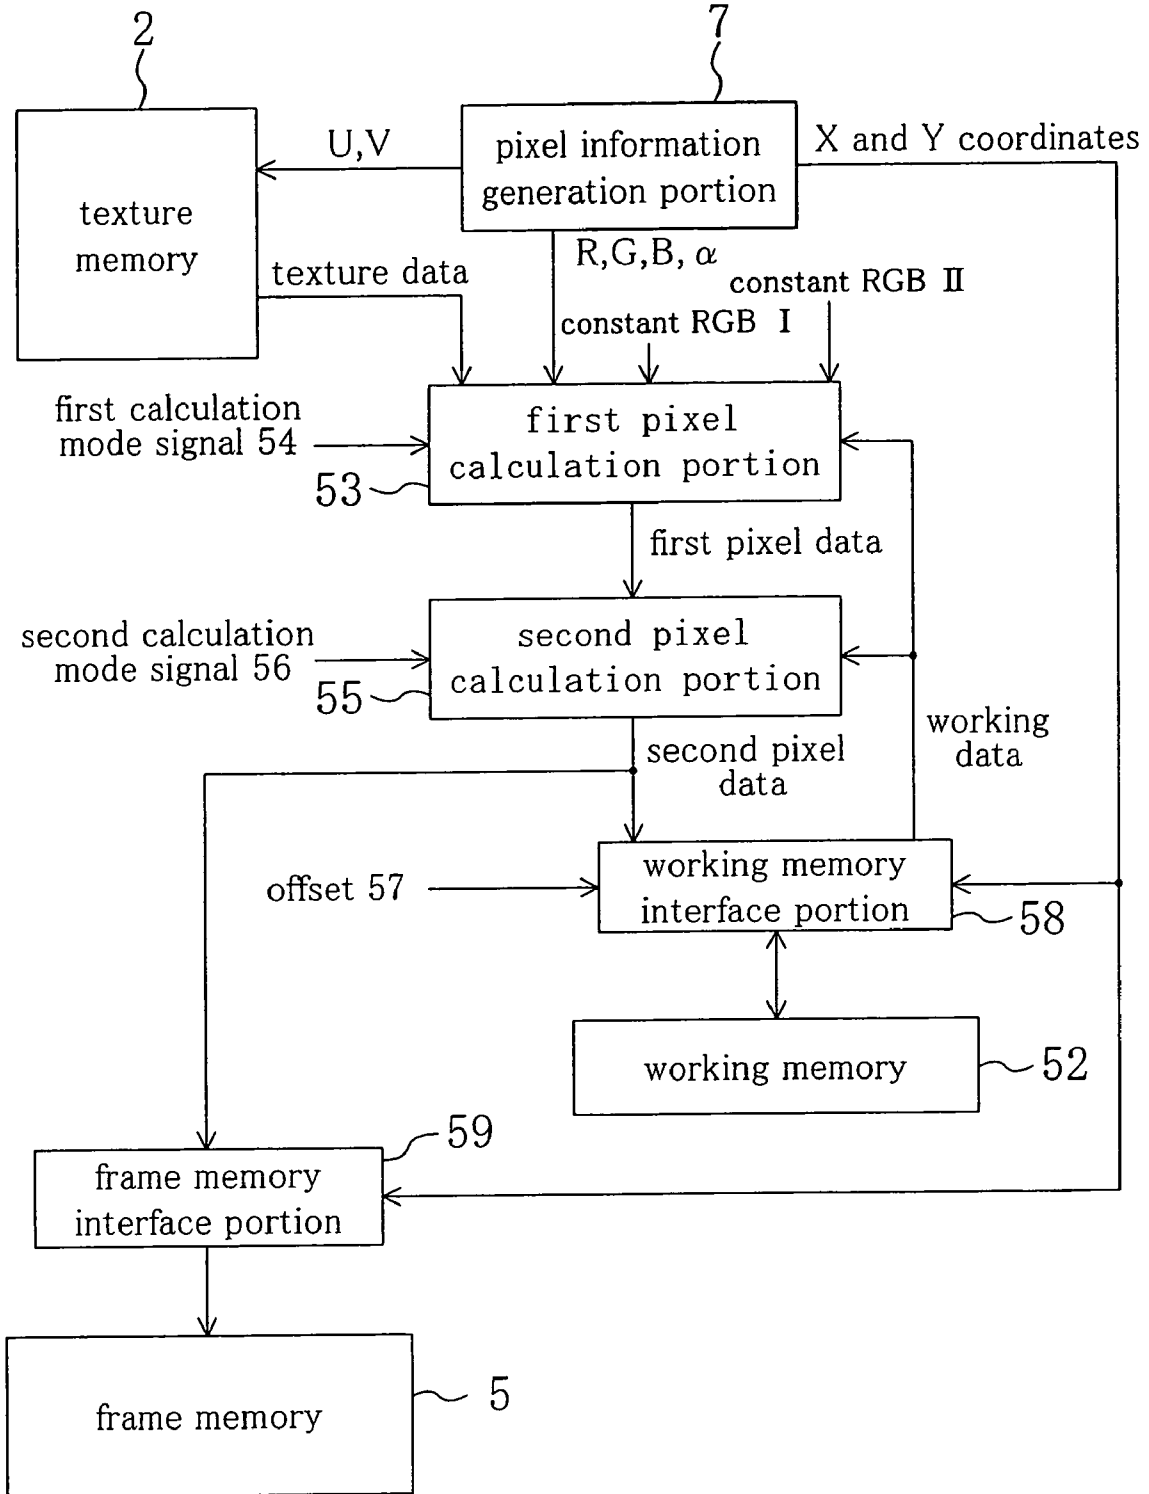 2
7
U,V
pixel information
generation portion
X and Y coordinates
texture
memory
R,G,B, α
texture data
constant RGB II
constant RGB I
first calculation
mode signal 54
first pixel
calculation portion
53
first pixel data
second calculation
mode signal 56
second pixel
calculation portion
55
working
data
second pixel
data
offset 57
working memory
interface portion
58
working memory
52
59
frame memory
interface portion
frame memory
5